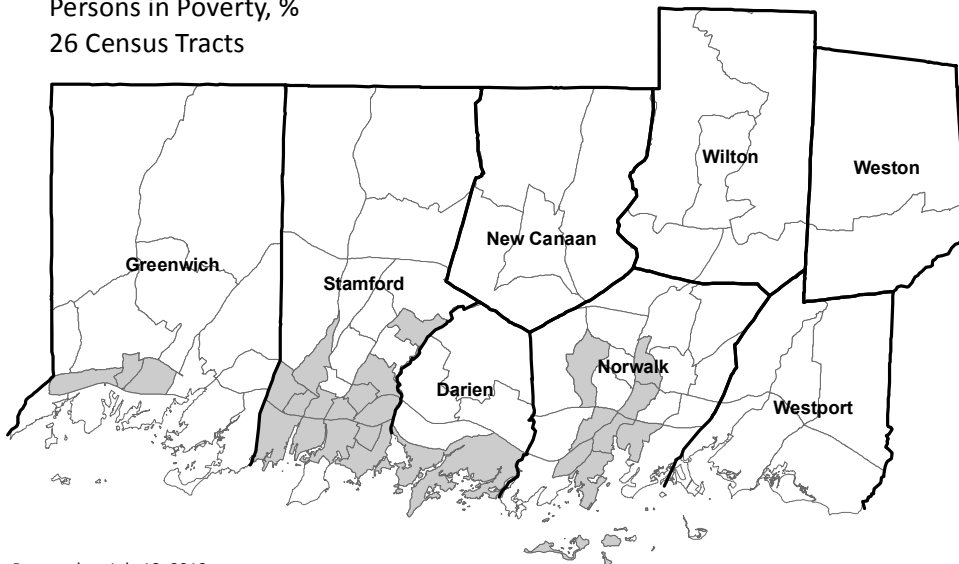 Persons in Poverty, %
26 Census Tracts
Wilton
Weston
New Canaan
Greenwich
Stamford
Norwalk
Darien
Westport